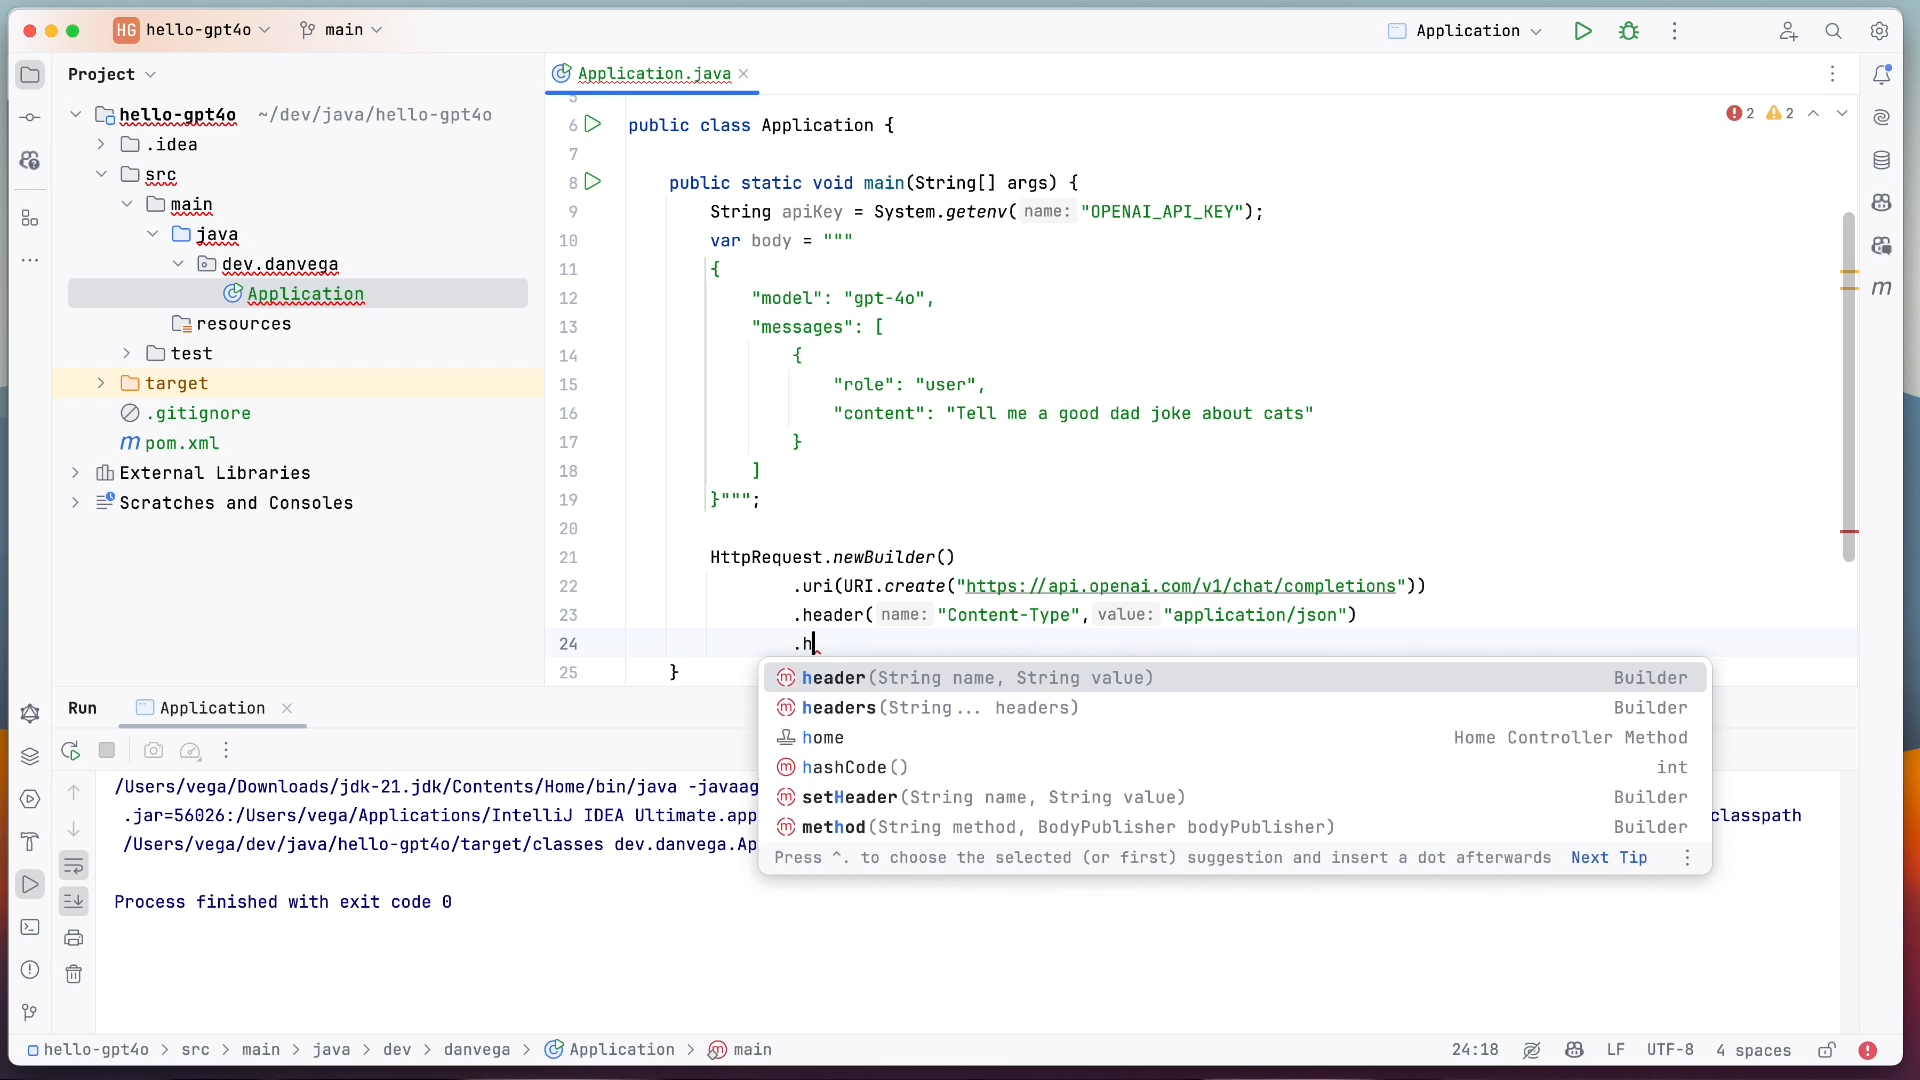 HG hello-gpt4o main Application
Project
Application.java
hello-gpt4o ~/dev/java/hello-gpt4o
.idea
src
main
java
dev.danvega
Application
resources
test
target
.gitignore
m pom.xml
External Libraries
Scratches and Consoles
2 2
5
6 public class Application {
7
8 public static void main(String[] args) {
9 String apiKey = System.getenv( name: "OPENAI_API_KEY");
10 var body = """
11 {
12 "model": "gpt-4o",
13 "messages": [
14 {
15 "role": "user",
16 "content": "Tell me a good dad joke about cats"
17 }
18 ]
19 }""";
20
21 HttpRequest.newBuilder()
22 .uri(URI.create("https://api.openai.com/v1/chat/completions"))
23 .header( name: "Content-Type", value: "application/json")
24 .h
25 }
m
header(String name, String value) Builder
headers(String... headers) Builder
home Home Controller Method
hashCode() int
setHeader(String name, String value) Builder
method(String method, BodyPublisher bodyPublisher) Builder
Press ^. to choose the selected (or first) suggestion and insert a dot afterwards Next Tip
Run Application
/Users/vega/Downloads/jdk-21.jdk/Contents/Home/bin/java -javaag
.jar=56026:/Users/vega/Applications/IntelliJ IDEA Ultimate.app classpath
/Users/vega/dev/java/hello-gpt4o/target/classes dev.danvega.Ap
Process finished with exit code 0
hello-gpt4o > src > main > java > dev > danvega > Application > main
24:18 LF UTF-8 4 spaces